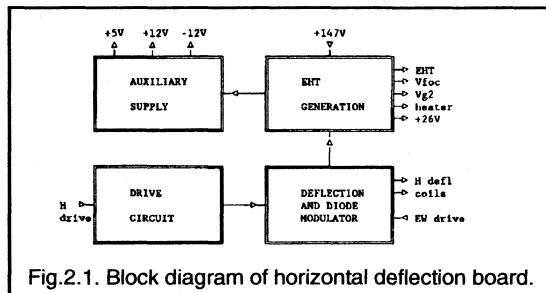 +5V +12V -12V +147V
AUXILIARY
SUPPLY
EHT
GENERATION
EHT
Vfoc
Vg2
heater
+26V
H
drive
DRIVE
CIRCUIT
DEFLECTION
AND DIODE
MODULATOR
H defl
coils
EW drive
Fig.2.1. Block diagram of horizontal deflection board.